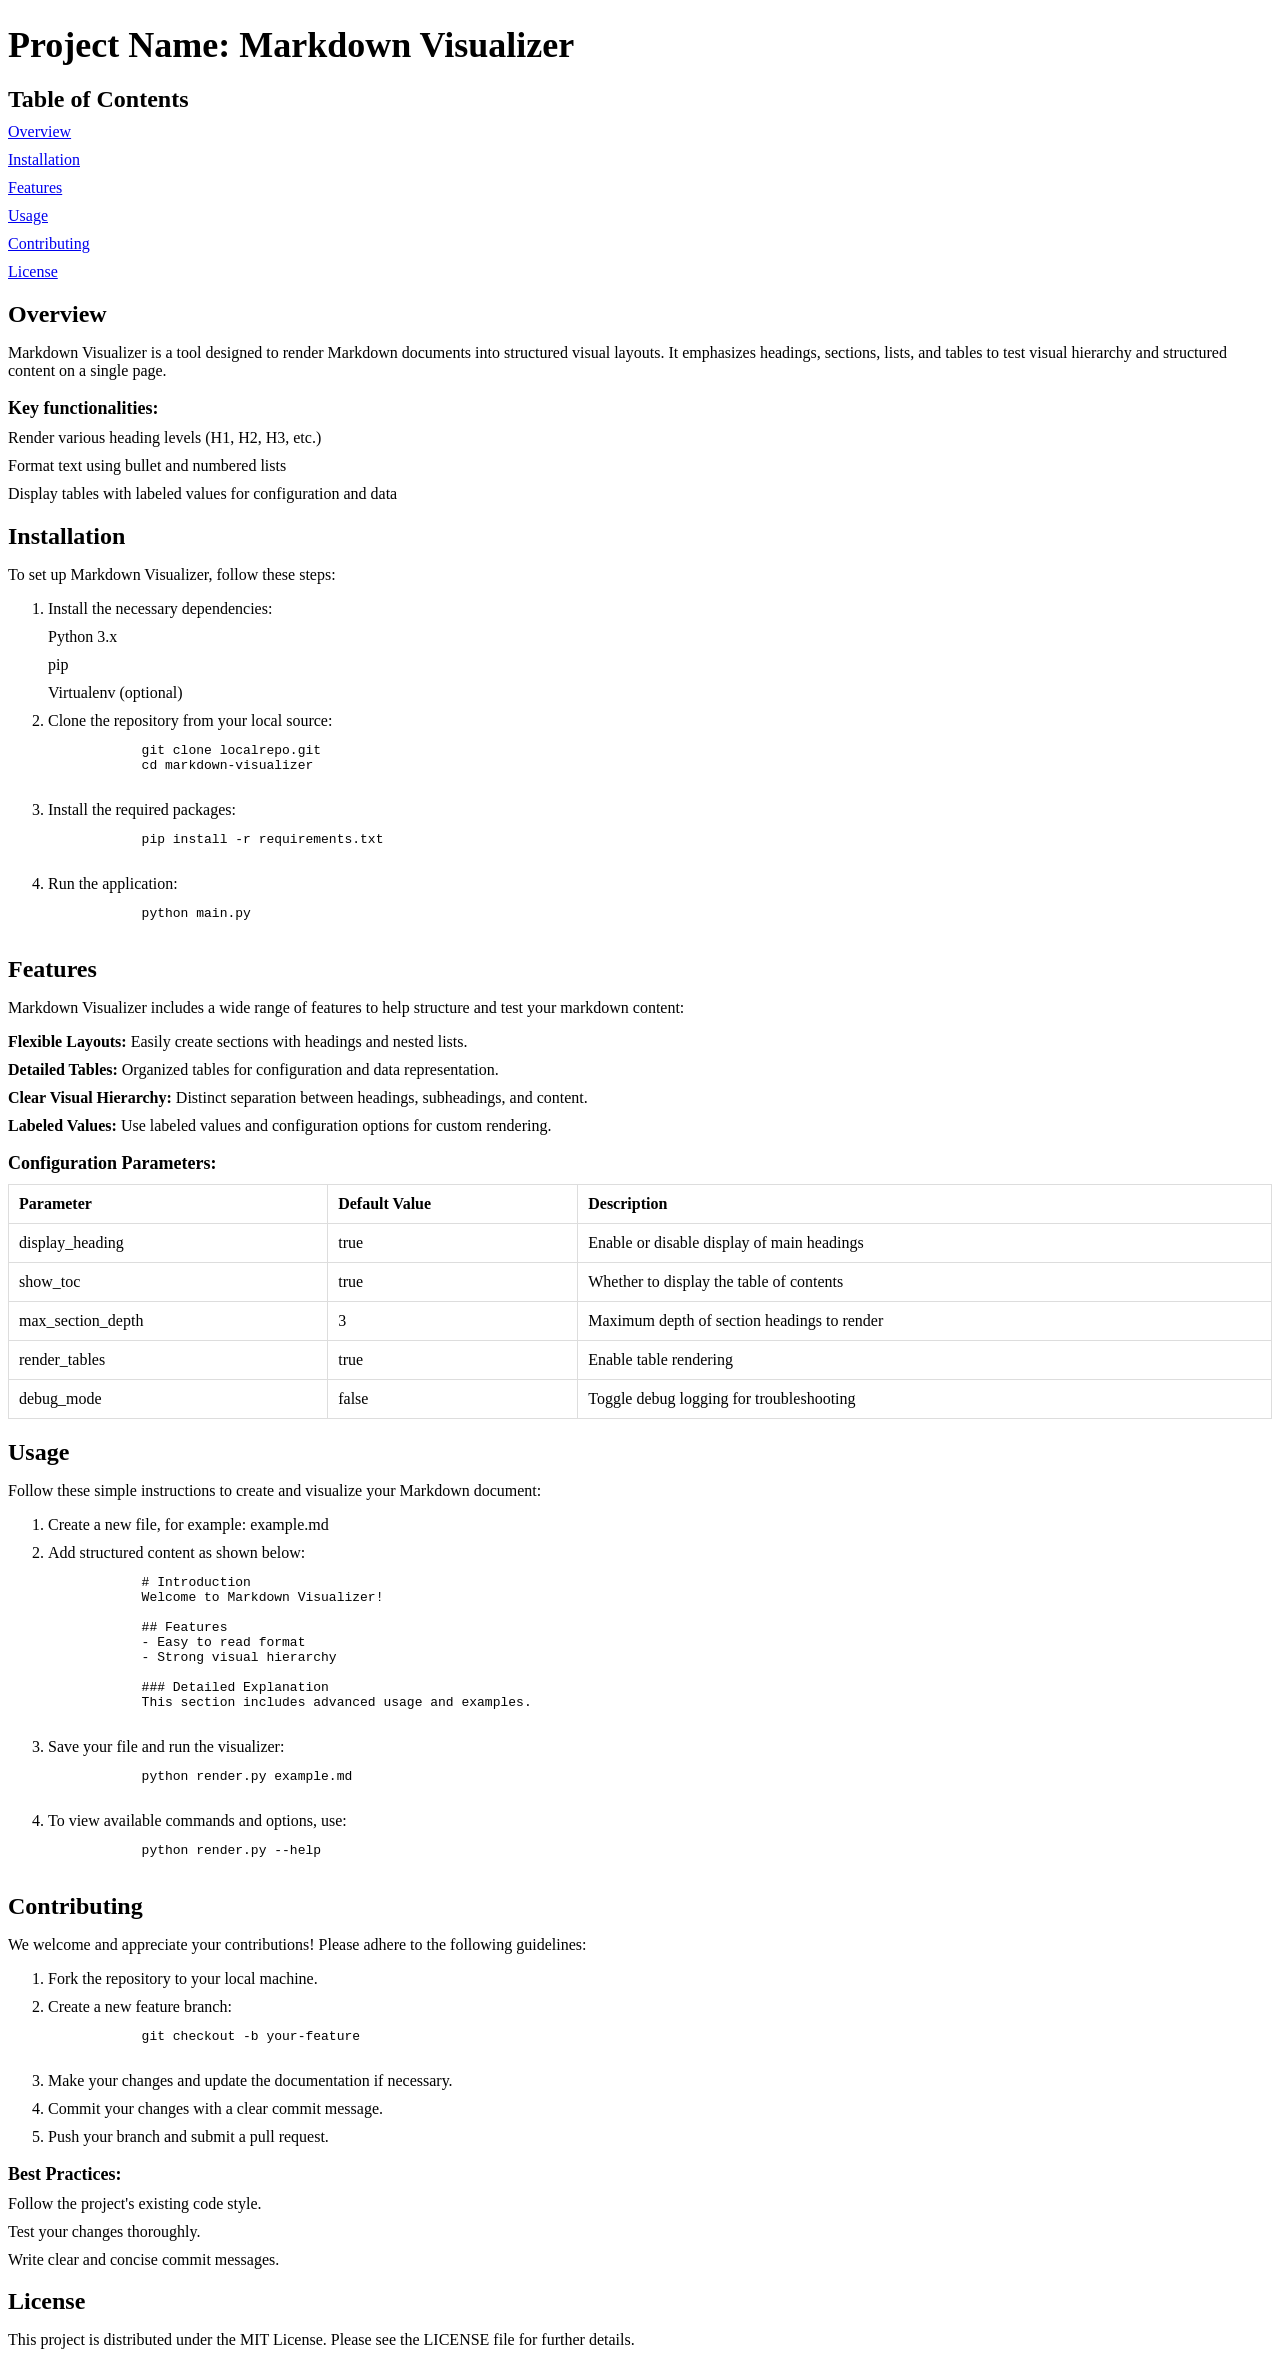 Project Name: Markdown Visualizer
Table of Contents
Overview
Installation
Features
Usage
Contributing
License
Overview
Markdown Visualizer is a tool designed to render Markdown documents into structured visual layouts. It emphasizes headings, sections, lists, and tables to test visual hierarchy and structured
content on a single page.
Key functionalities:
Render various heading levels (H1, H2, H3, etc.)
Format text using bullet and numbered lists
Display tables with labeled values for configuration and data
Installation
To set up Markdown Visualizer, follow these steps:
1. Install the necessary dependencies:
Python 3.x
pip
Virtualenv (optional)
2. Clone the repository from your local source:
git clone localrepo.git
cd markdown-visualizer
3. Install the required packages:
pip install -r requirements.txt
4. Run the application:
python main.py
Features
Markdown Visualizer includes a wide range of features to help structure and test your markdown content:
Flexible Layouts: Easily create sections with headings and nested lists.
Detailed Tables: Organized tables for configuration and data representation.
Clear Visual Hierarchy: Distinct separation between headings, subheadings, and content.
Labeled Values: Use labeled values and configuration options for custom rendering.
Configuration Parameters:
Parameter Default Value Description
display_heading true Enable or disable display of main headings
show_toc true Whether to display the table of contents
max_section_depth 3 Maximum depth of section headings to render
render_tables true Enable table rendering
debug_mode false Toggle debug logging for troubleshooting
Usage
Follow these simple instructions to create and visualize your Markdown document:
1. Create a new file, for example: example.md
2. Add structured content as shown below:
# Introduction
Welcome to Markdown Visualizer!
## Features
- Easy to read format
- Strong visual hierarchy
### Detailed Explanation
This section includes advanced usage and examples.
3. Save your file and run the visualizer:
python render.py example.md
4. To view available commands and options, use:
python render.py --help
Contributing
We welcome and appreciate your contributions! Please adhere to the following guidelines:
1. Fork the repository to your local machine.
2. Create a new feature branch:
git checkout -b your-feature
3. Make your changes and update the documentation if necessary.
4. Commit your changes with a clear commit message.
5. Push your branch and submit a pull request.
Best Practices:
Follow the project's existing code style.
Test your changes thoroughly.
Write clear and concise commit messages.
License
This project is distributed under the MIT License. Please see the LICENSE file for further details.